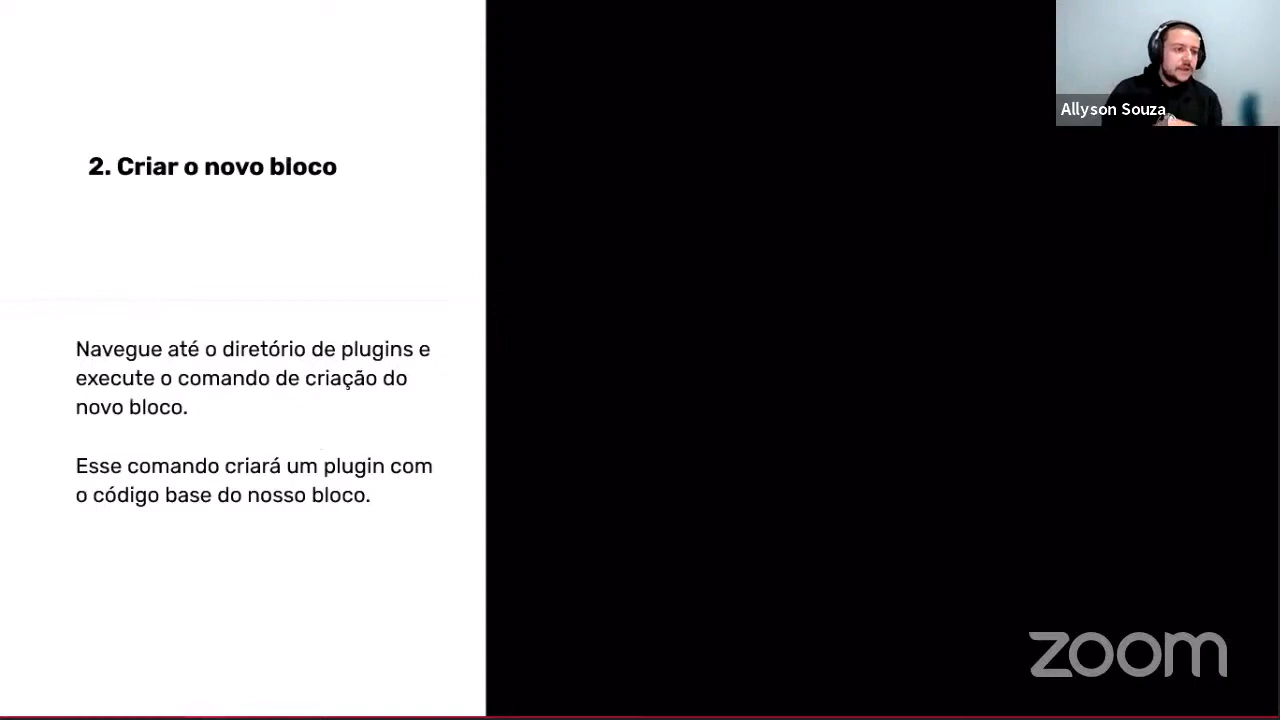 Allyson Souza
2. Criar o novo bloco
Navegue até o diretório de plugins e
execute o comando de criação do
novo bloco.
Esse comando criará um plugin com
o código base do nosso bloco.
zoom